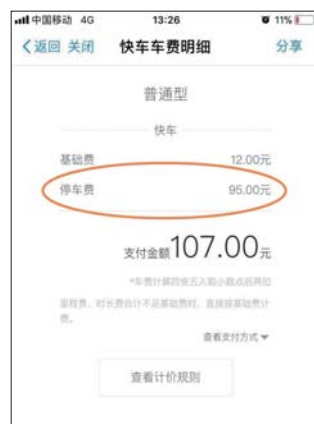 中国移动 4G 13:26 11%
返回 关闭 快车车费明细 分享
普通型
快车
基础费 12.00元
停车费 95.00元
支付金额107.00元
*车费计算四舍五入取小数点后两位
里程费、时长费合计不足基础费时，直接按基础费计
费。
查看支付方式
查看计价规则